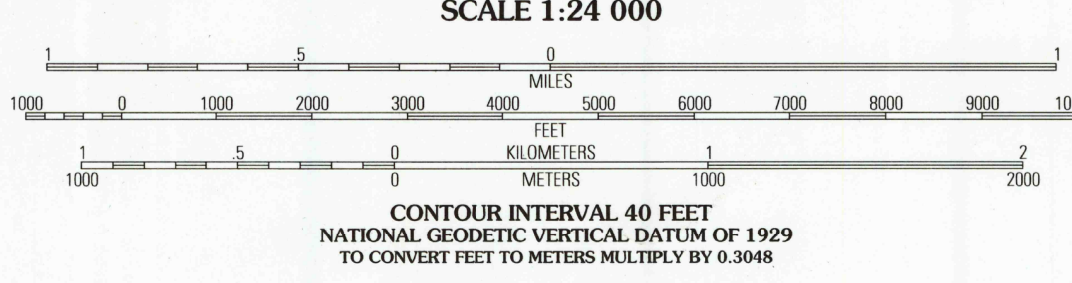 SCALE 1:24 000
1 .5 0 1
MILES
1000 0 1000 2000 3000 4000 5000 6000 7000 8000 9000 10
FEET
1 .5 0 KILOMETERS 1 2
1000 0 METERS 1000 2000
CONTOUR INTERVAL 40 FEET
NATIONAL GEODETIC VERTICAL DATUM OF 1929
TO CONVERT FEET TO METERS MULTIPLY BY 0.3048